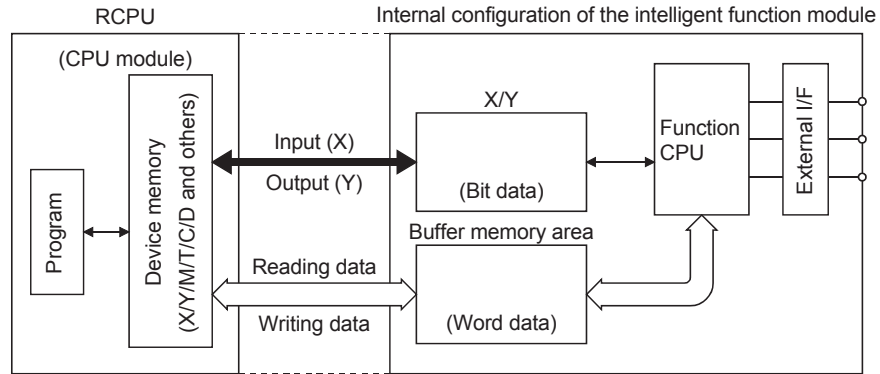 RCPU
Internal configuration of the intelligent function module
(CPU module)
Program
Device memory
(X/Y/M/T/C/D and others)
Input (X)
Output (Y)
Reading data
Writing data
X/Y
(Bit data)
Buffer memory area
(Word data)
Function
CPU
External I/F